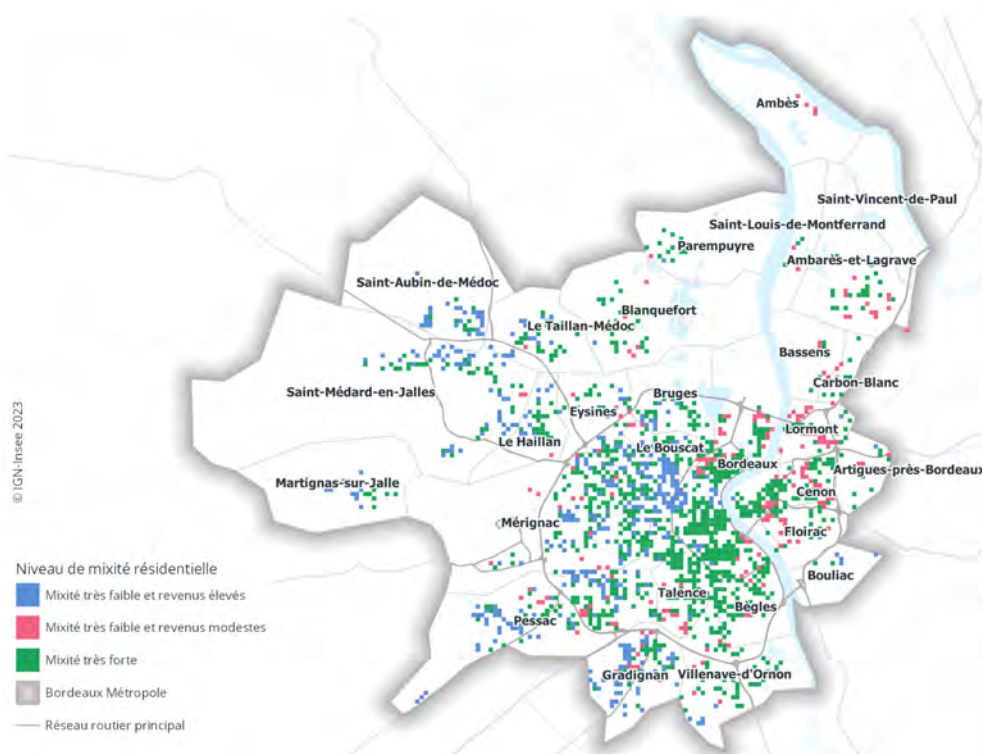 Ambès
Saint-Vincent-de-Paul
Saint-Louis-de-Montferrand
Parempuyre
Ambarès-et-Lagrave
Saint-Aubin-de-Médoc
Blanquefort
Le Taillan-Médoc
Bassens
Carbon-Blanc
Saint-Médard-en-Jalles
Bruges
Eysines
Lormont
Le Haillan
Le Bouscat
Bordeaux
Artigues-près-Bordeaux
Martignas-sur-Jalle
Cenon
Mérignac
Floirac
Bouliac
Talence
Bègles
Pessac
Gradignan
Villenave-d'Ornon
© IGN-Insee 2023
Niveau de mixité résidentielle
Mixité très faible et revenus élevés
Mixité très faible et revenus modestes
Mixité très forte
Bordeaux Métropole
Réseau routier principal